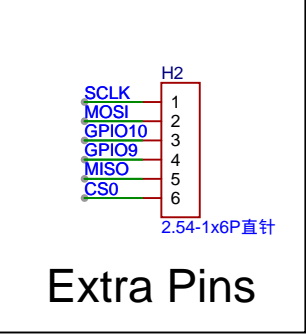 H2
SCLK 1
MOSI 2
GPIO10 3
GPIO9 4
MISO 5
CS0 6
2.54-1x6P直针
Extra Pins